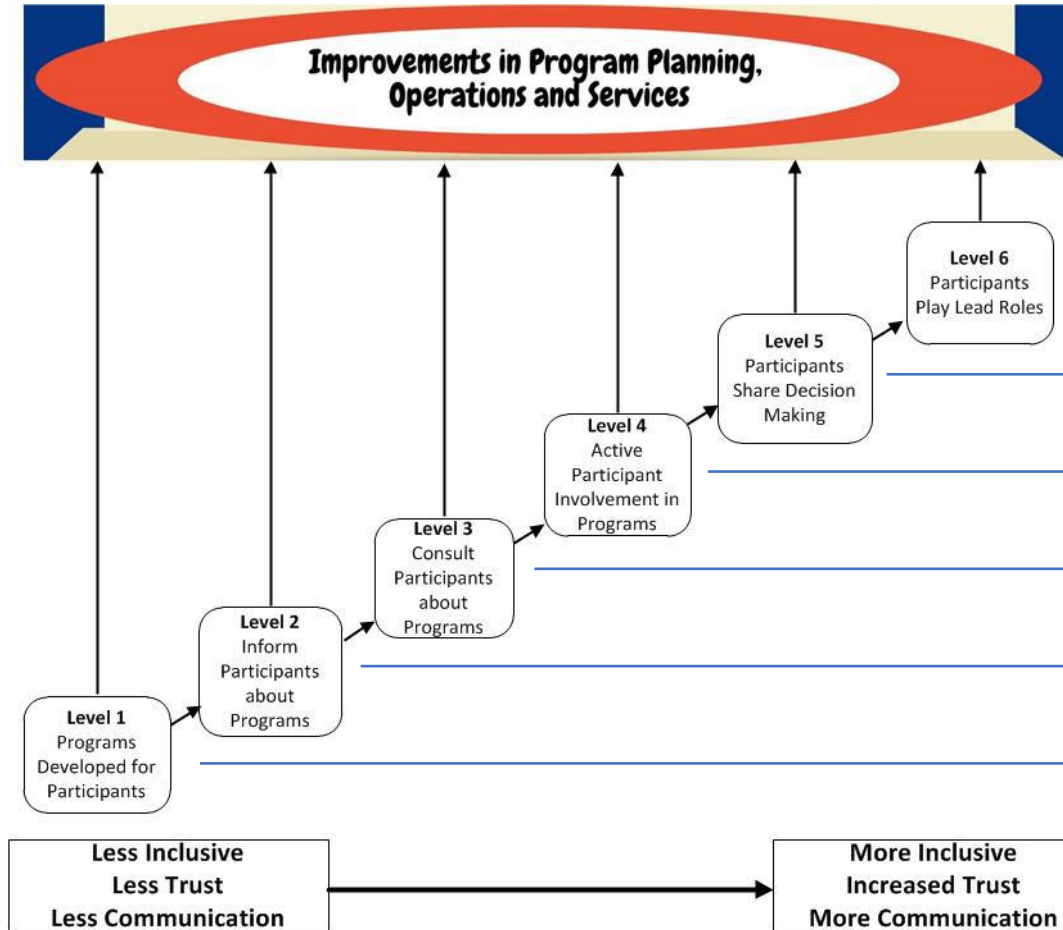 Improvements in Program Planning,
Operations and Services
Level 6
Participants
Play Lead Roles
Level 5
Participants
Share Decision
Making
Level 4
Active
Participant
Involvement in
Programs
Level 3
Consult
Participants
about
Programs
Level 2
Inform
Participants
about
Programs
Level 1
Programs
Developed for
Participants
Less Inclusive
Less Trust
Less Communication
More Inclusive
Increased Trust
More Communication